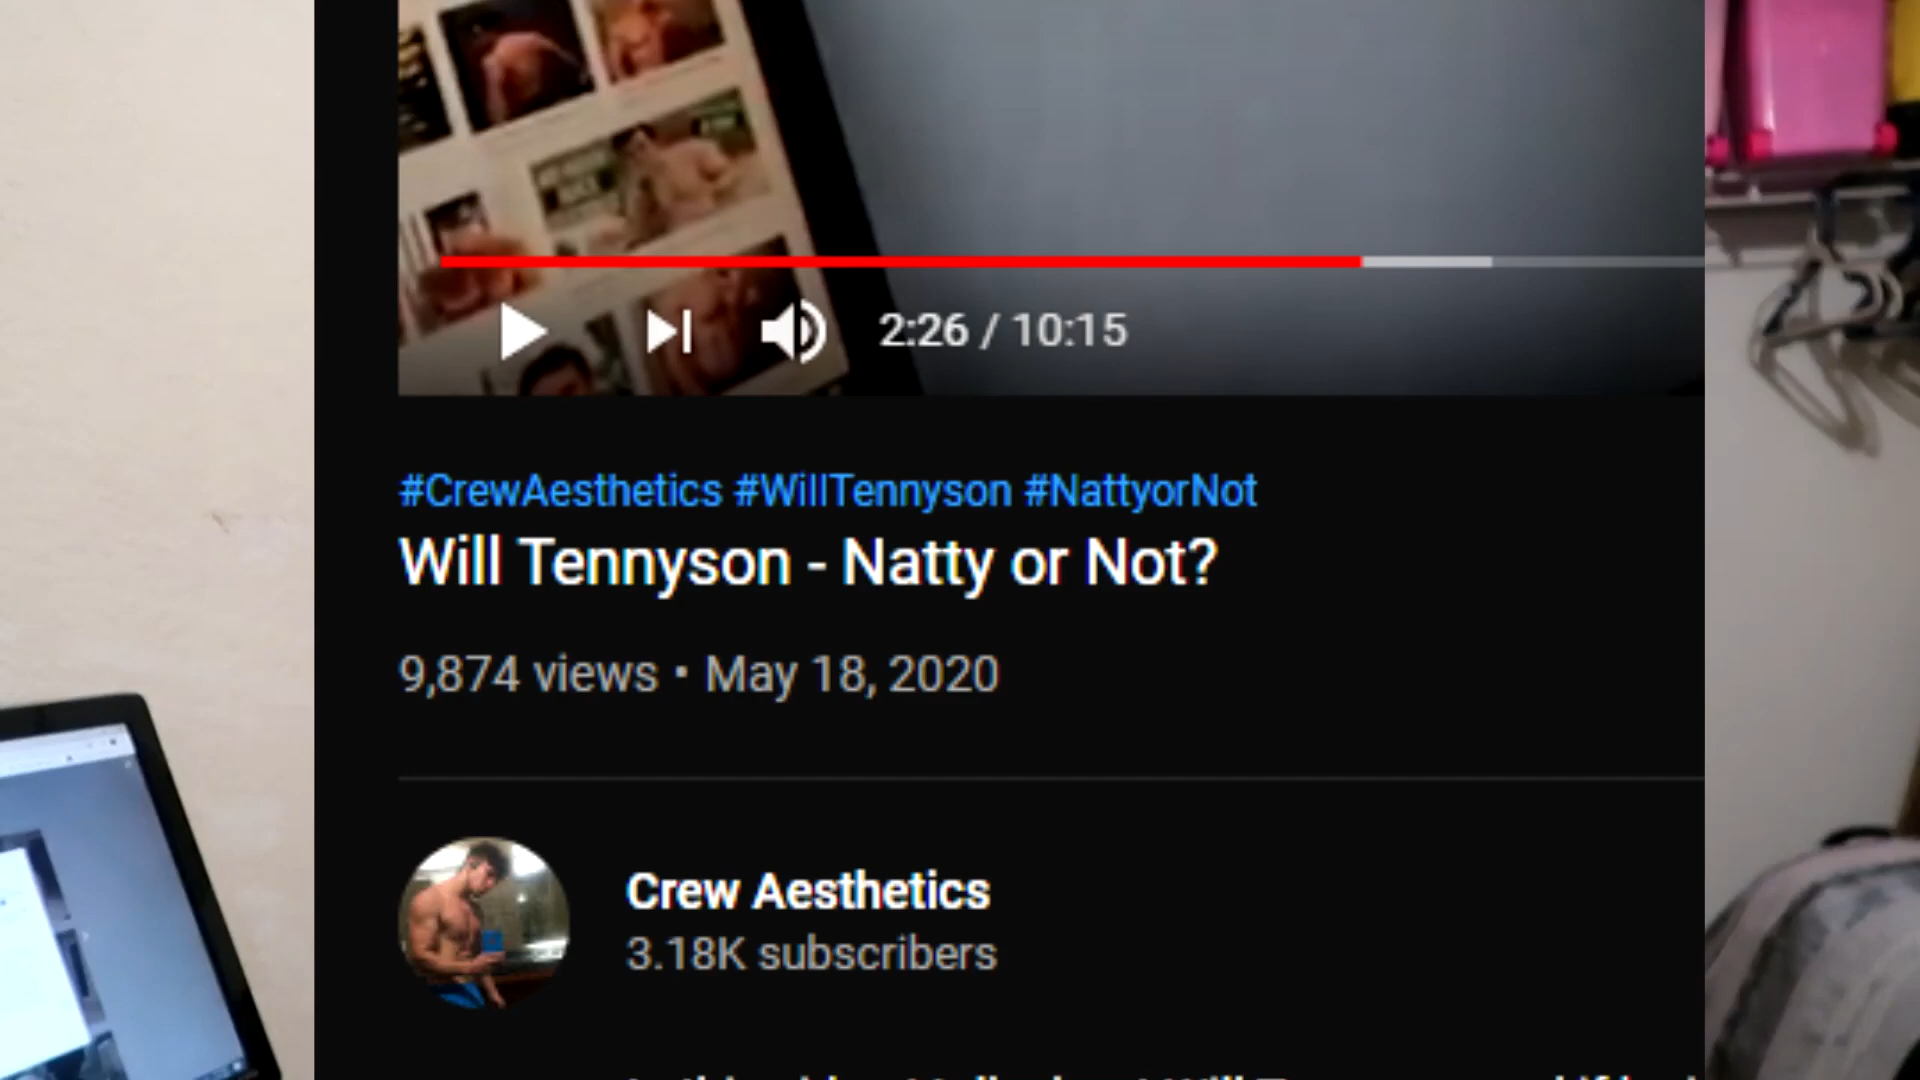 2:26 / 10:15
#CrewAesthetics #WillTennyson #NattyorNot
Will Tennyson - Natty or Not?
9,874 views • May 18, 2020
Crew Aesthetics
3.18K subscribers